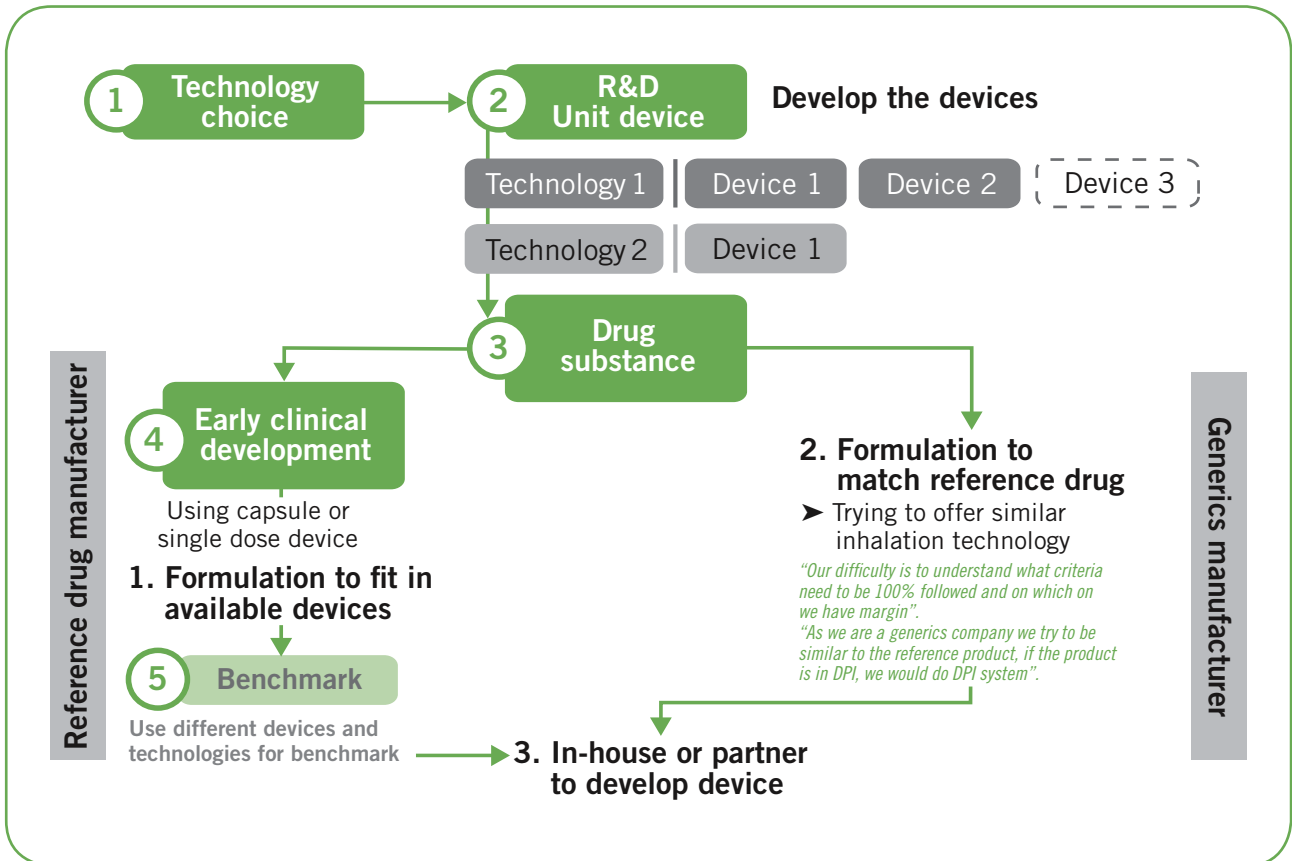 1
Technology
choice
2
R&D
Unit device
Develop the devices
Technology 1
Device 1
Device 2
Device 3
Technology 2
Device 1
3
Drug
substance
Reference drug manufacturer
4
Early clinical
development
Using capsule or
single dose device
1. Formulation to fit in
available devices
5
Benchmark
Use different devices and
technologies for benchmark
2. Formulation to
match reference drug
➤ Trying to offer similar
inhalation technology
“Our difficulty is to understand what criteria
need to be 100% followed and on which on
we have margin”.
“As we are a generics company we try to be
similar to the reference product, if the product
is in DPI, we would do DPI system”.
Generics manufacturer
3. In-house or partner
to develop device